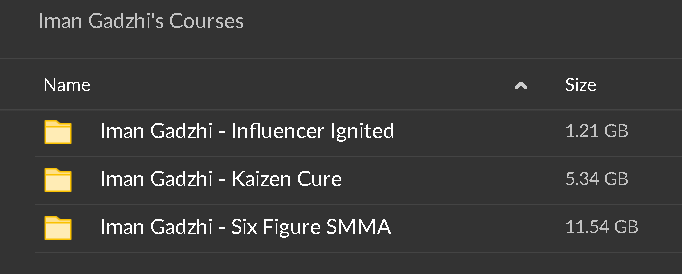 Iman Gadzhi's Courses
Name Size
Iman Gadzhi - Influencer Ignited 1.21 GB
Iman Gadzhi - Kaizen Cure 5.34 GB
Iman Gadzhi - Six Figure SMMA 11.54 GB